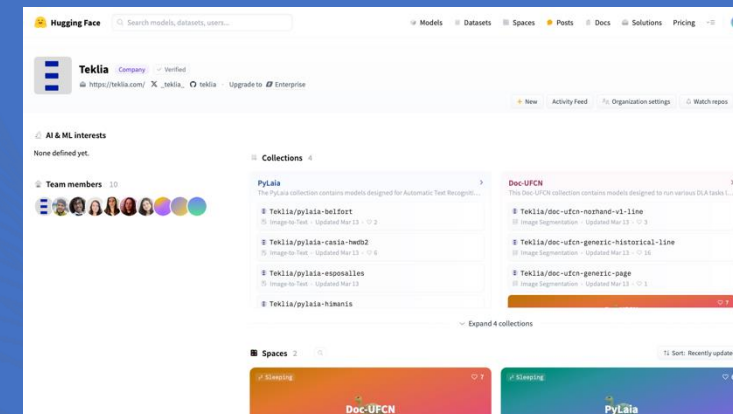 Hugging Face
Search models, datasets, users...
Models
Datasets
Spaces
Posts
Docs
Solutions
Pricing
Teklia Company Verified
https://teklia.com/ _teklia_ teklia Upgrade to Enterprise
New
Activity Feed
Organization settings
Watch repos
AI & ML interests
None defined yet.
Team members 10
Collections 4
PyLaia
The PyLaia collection contains models designed for Automatic Text Recogniti...
Teklia/pylaia-belfort
Image-to-Text · Updated Mar 13 · 2
Teklia/pylaia-casia-hwdb2
Image-to-Text · Updated Mar 13 · 6
Teklia/pylaia-esposalles
Image-to-Text · Updated Mar 13
Teklia/pylaia-himanis
Doc-UFCN
This Doc-UFCN collection contains models designed to run various DLA tasks l...
Teklia/doc-ufcn-norhand-v1-line
Image Segmentation · Updated Mar 13 · 3
Teklia/doc-ufcn-generic-historical-line
Image Segmentation · Updated Mar 13 · 16
Teklia/doc-ufcn-generic-page
Image Segmentation · Updated Mar 13 · 1
7
Expand 4 collections
Spaces 2
Sort: Recently update
Sleeping
7
Doc-UFCN
Sleeping
PyLaia